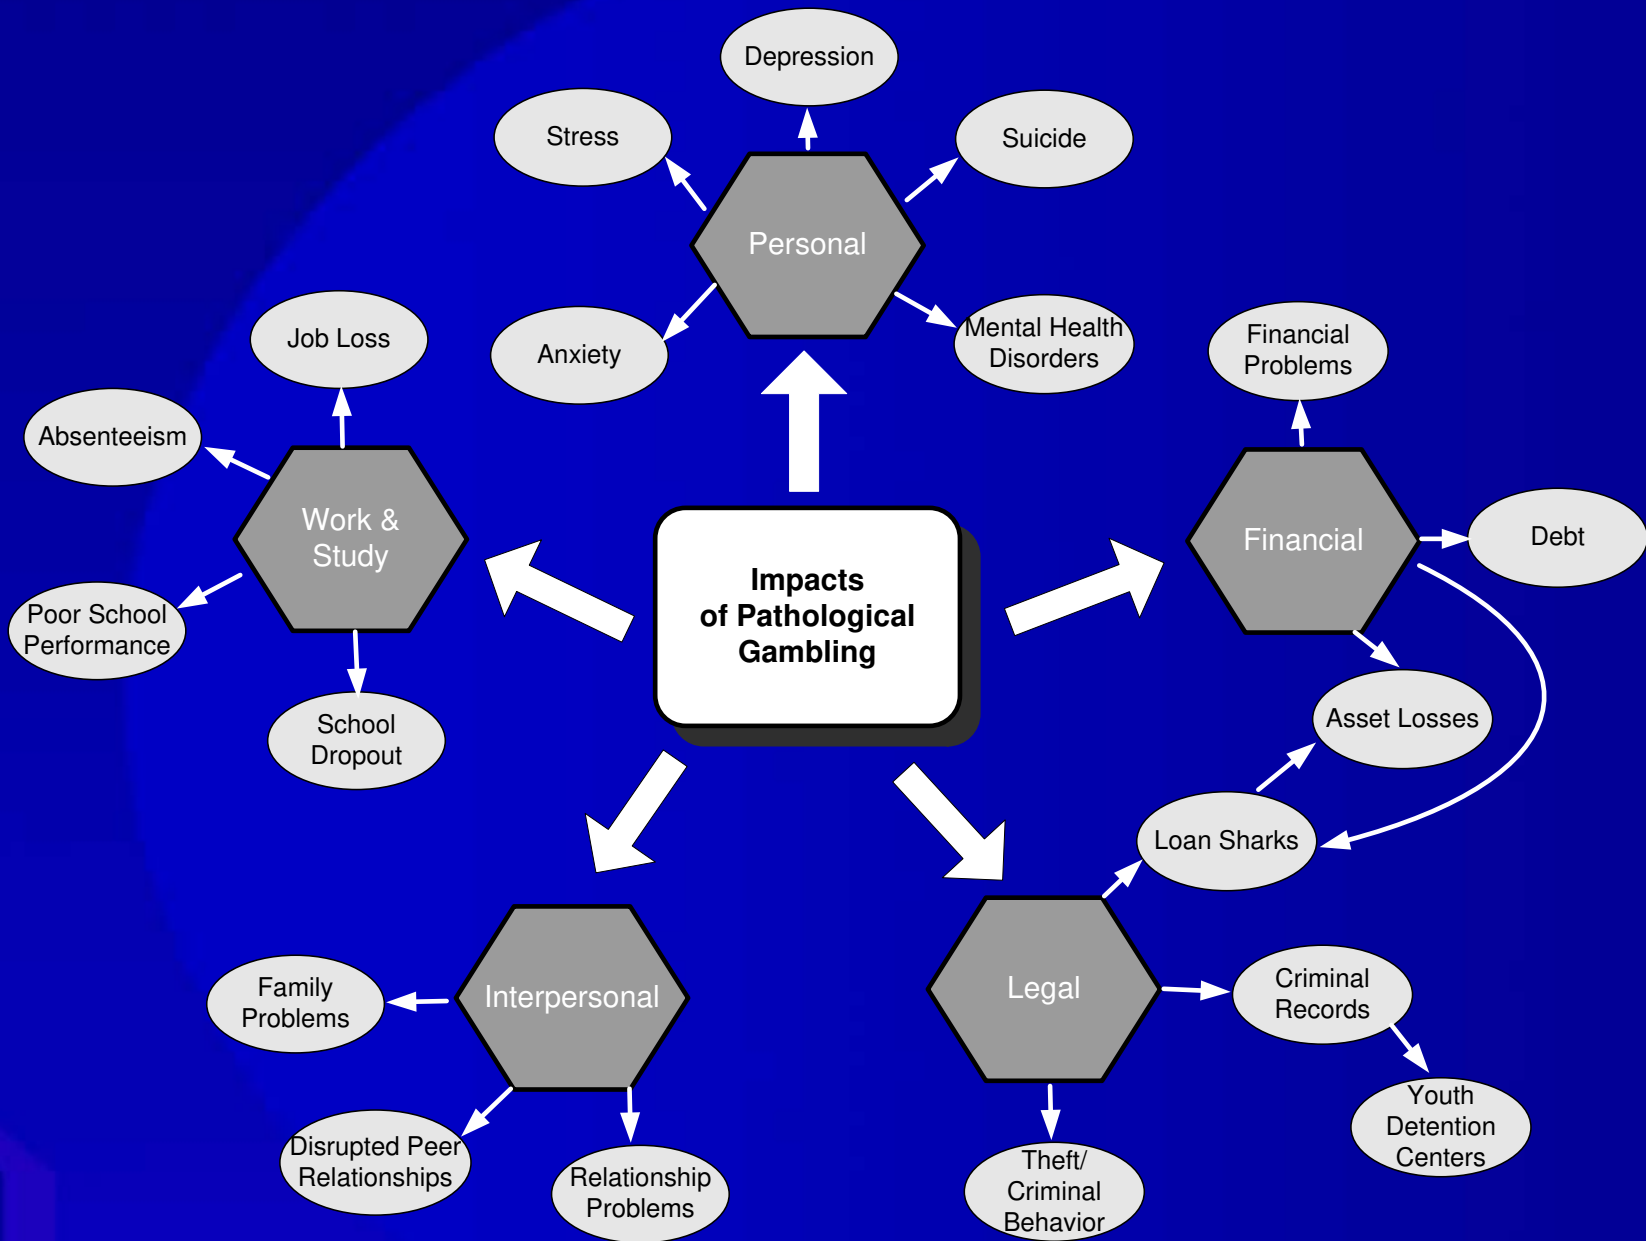 Depression
Stress
Suicide
Personal
Anxiety
Mental Health
Disorders
Job Loss
Absenteeism
Work &
Study
Poor School
Performance
School
Dropout
Financial
Problems
Financial
Debt
Asset Losses
Loan Sharks
Impacts
of Pathological
Gambling
Interpersonal
Family
Problems
Disrupted Peer
Relationships
Relationship
Problems
Legal
Criminal
Records
Youth
Detention
Centers
Theft/
Criminal
Behavior